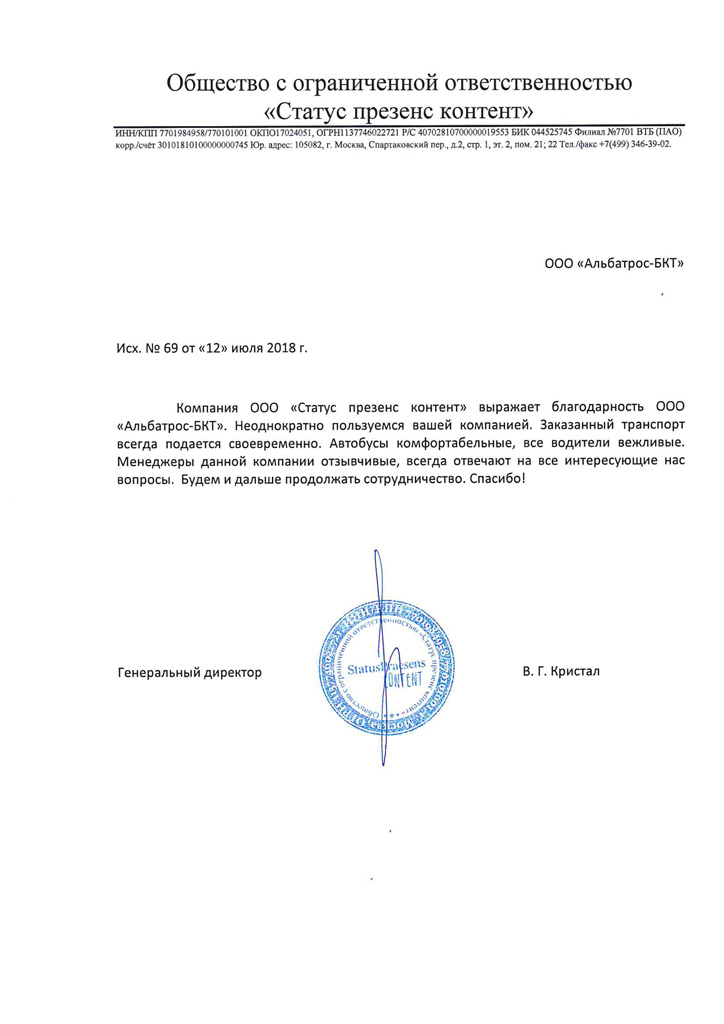 Общество с ограниченной ответственностью
«Статус презенс контент»
ИНН/КПП 7701984958/770101001 ОКПО17024051, ОГРН1137746022721 Р/С 40702810700000019553 БИК 044525745 Филиал №7701 ВТБ (ПАО)
корр./счёт 30101810100000000745 Юр. адрес: 105082, г. Москва, Спартаковский пер., д.2, стр. 1, эт. 2, пом. 21; 22 Тел./факс +7(499) 346-39-02.
ООО «Альбатрос-БКТ»
Исх. № 69 от «12» июля 2018 г.
Компания ООО «Статус презенс контент» выражает благодарность ООО
«Альбатрос-БКТ». Неоднократно пользуемся вашей компанией. Заказанный транспорт
всегда подается своевременно. Автобусы комфортабельные, все водители вежливые.
Менеджеры данной компании отзывчивые, всегда отвечают на все интересующие нас
вопросы. Будем и дальше продолжать сотрудничество. Спасибо!
Генеральный директор
Общество с ограниченной ответственностью «Статус презенс контент»
StatusPraesens
CONTENT
В. Г. Кристал